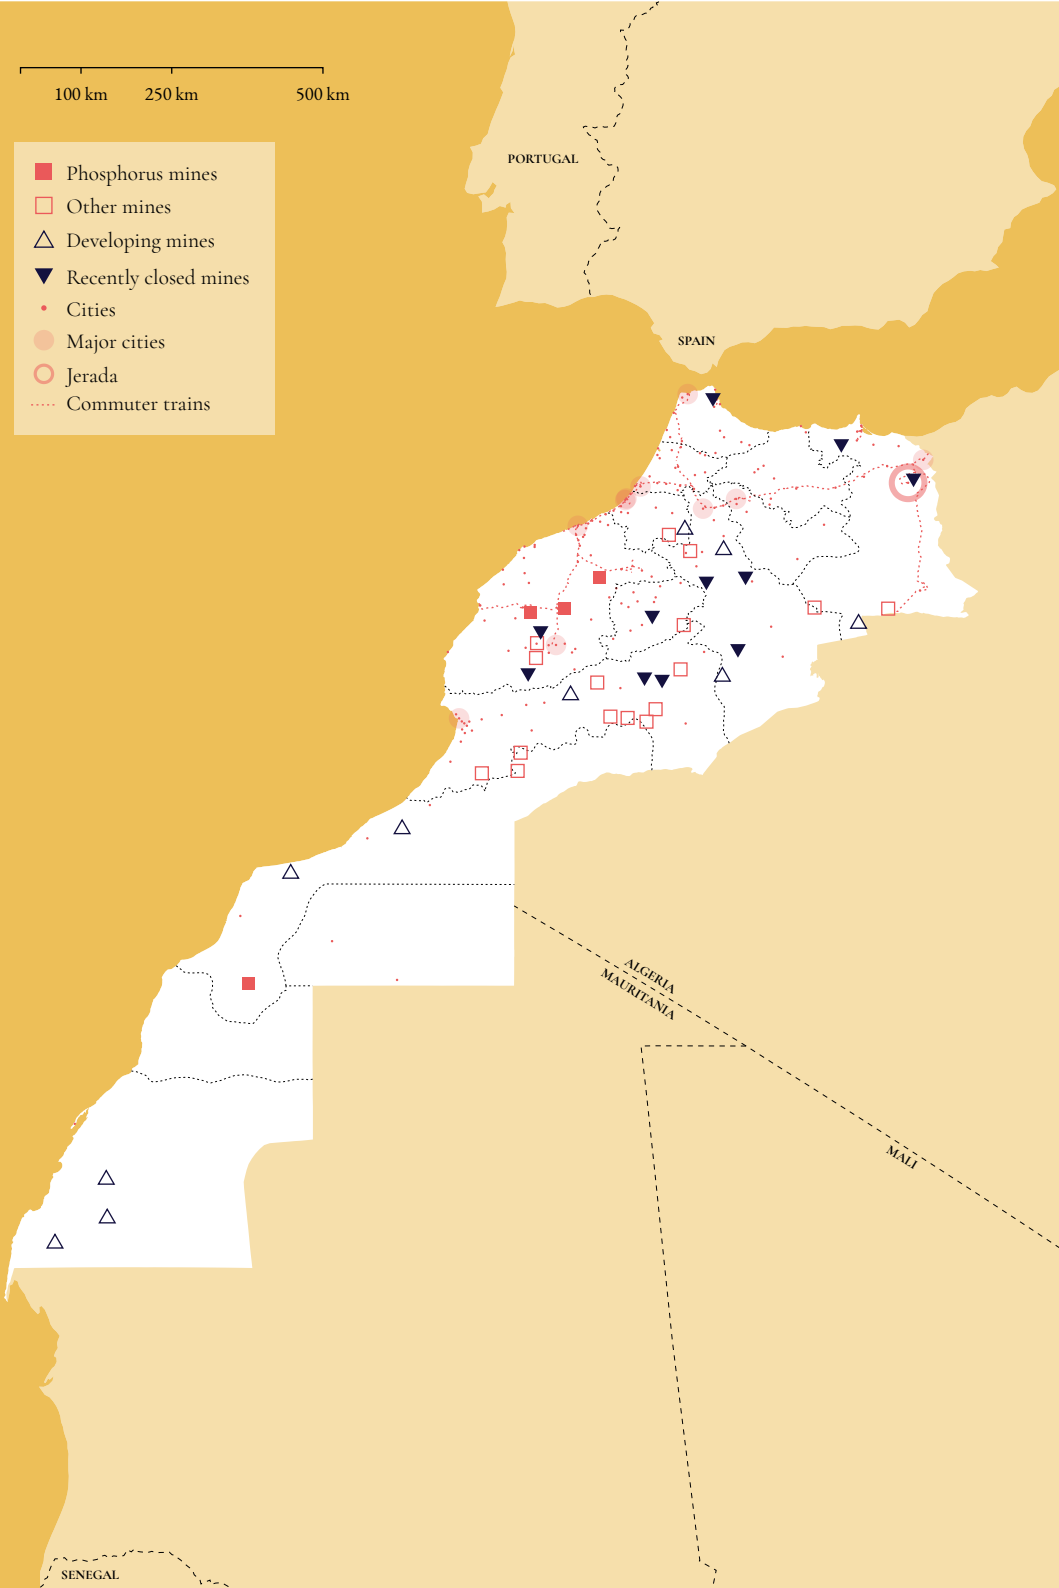 100 km 250 km 500 km
Phosphorus mines
Other mines
Developing mines
Recently closed mines
Cities
Major cities
Jerada
Commuter trains
PORTUGAL
SPAIN
ALGERIA
MAURITANIA
MALI
SENEGAL